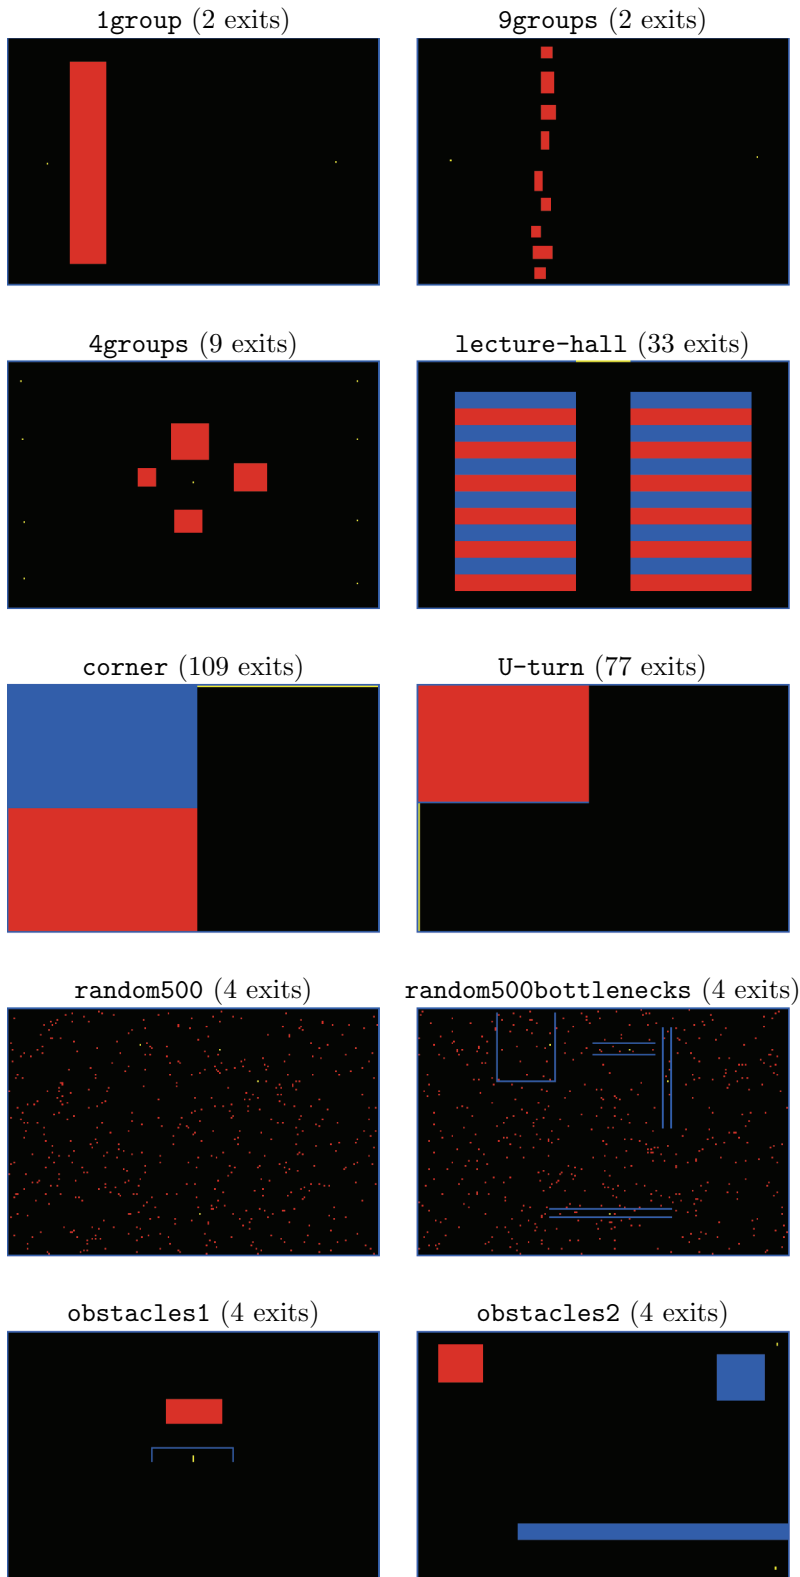 1group (2 exits)
9groups (2 exits)
4groups (9 exits)
lecture-hall (33 exits)
corner (109 exits)
U-turn (77 exits)
random500 (4 exits)
random500bottlenecks (4 exits)
obstacles1 (4 exits)
obstacles2 (4 exits)